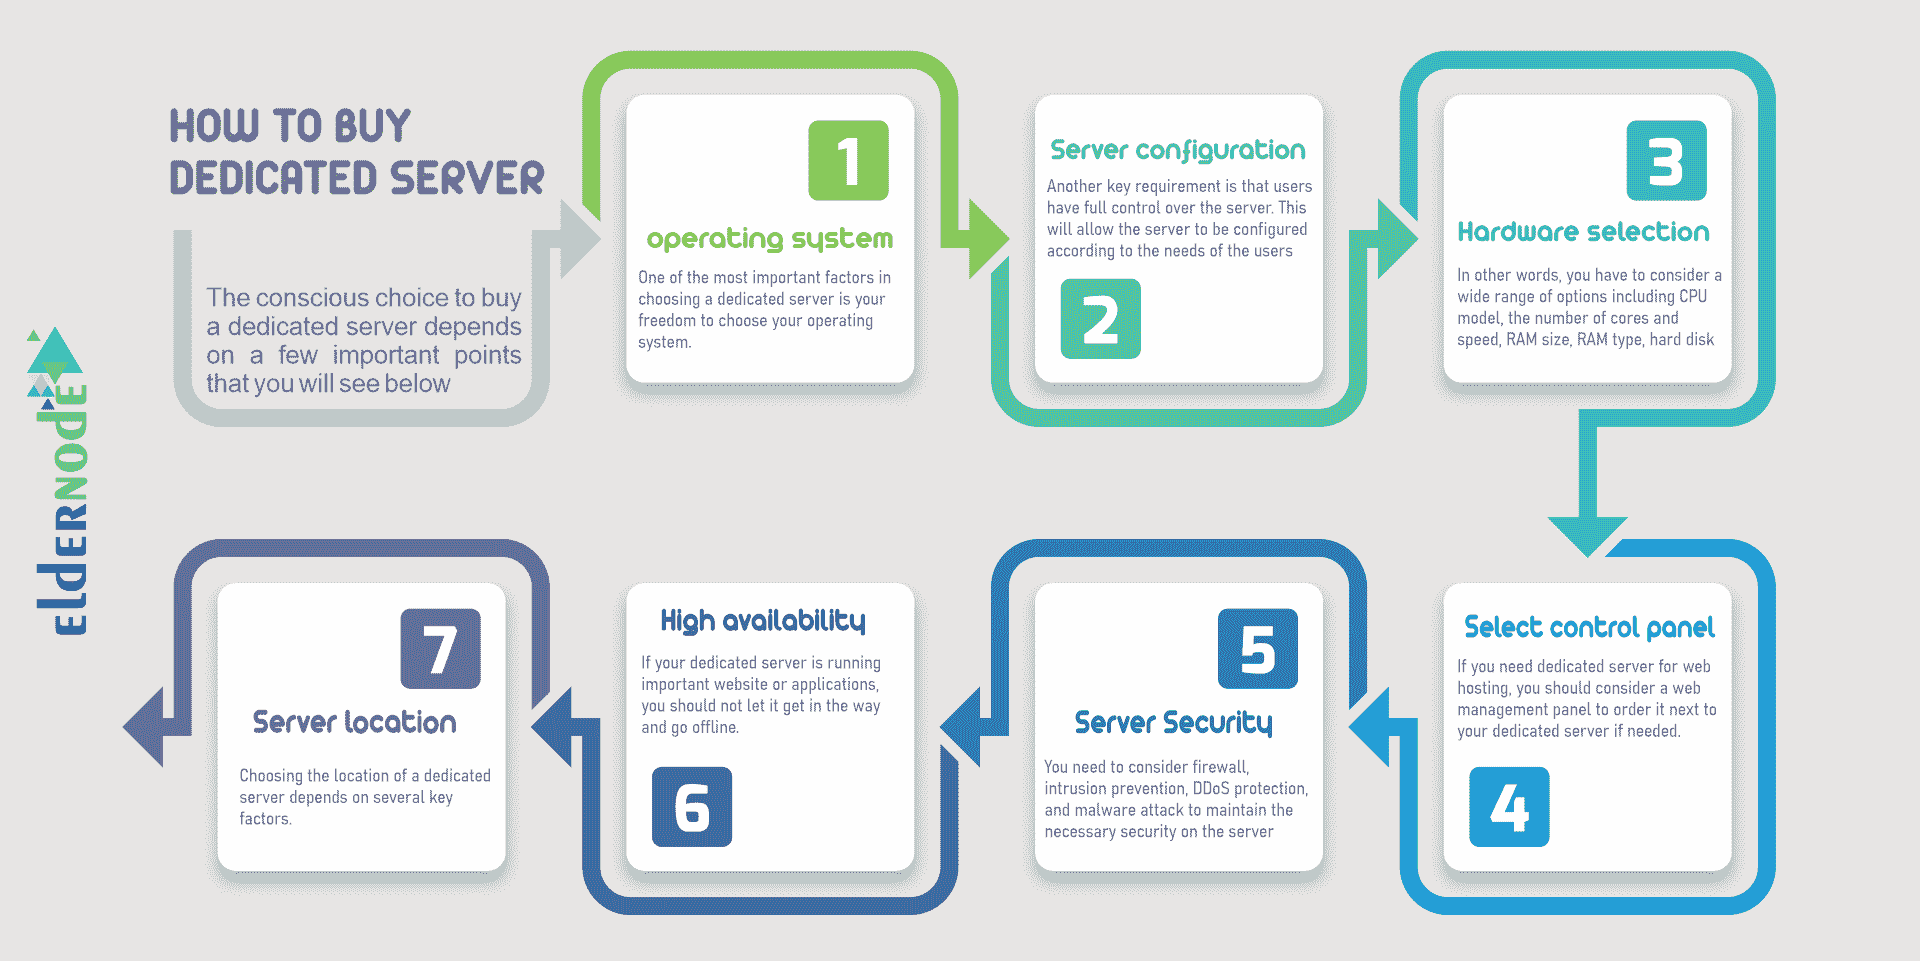 HOW TO BUY
DEDICATED SERVER
The conscious choice to buy
a dedicated server depends
on a few important points
that you will see below
1
operating system
One of the most important factors in
choosing a dedicated server is your
freedom to choose your operating
system.
Server configuration
Another key requirement is that users
have full control over the server. This
will allow the server to be configured
according to the needs of the users
2
3
Hardware selection
In other words, you have to consider a
wide range of options including CPU
model, the number of cores and
speed, RAM size, RAM type, hard disk
Select control panel
If you need dedicated server for web
hosting, you should consider a web
management panel to order it next to
your dedicated server if needed.
4
5
Server Security
You need to consider firewall,
intrusion prevention, DDoS protection,
and malware attack to maintain the
necessary security on the server
High availability
If your dedicated server is running
important website or applications,
you should not let it get in the way
and go offline.
6
7
Server location
Choosing the location of a dedicated
server depends on several key
factors.
elderNode